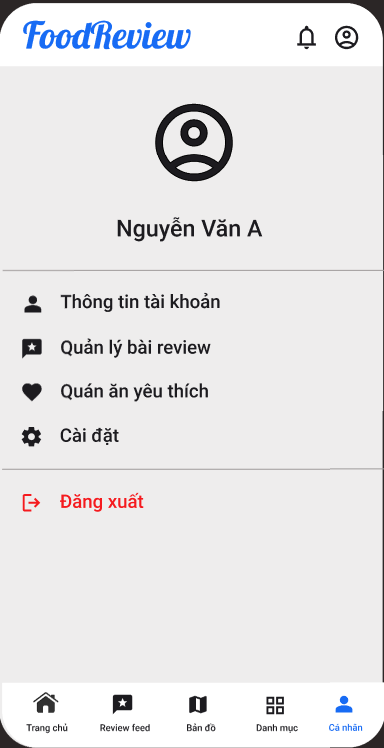 FoodReview
Nguyễn Văn A
Thông tin tài khoản
Quản lý bài review
Quán ăn yêu thích
Cài đặt
Đăng xuất
Trang chủ
Review feed
Bản đồ
Danh mục
Cá nhân